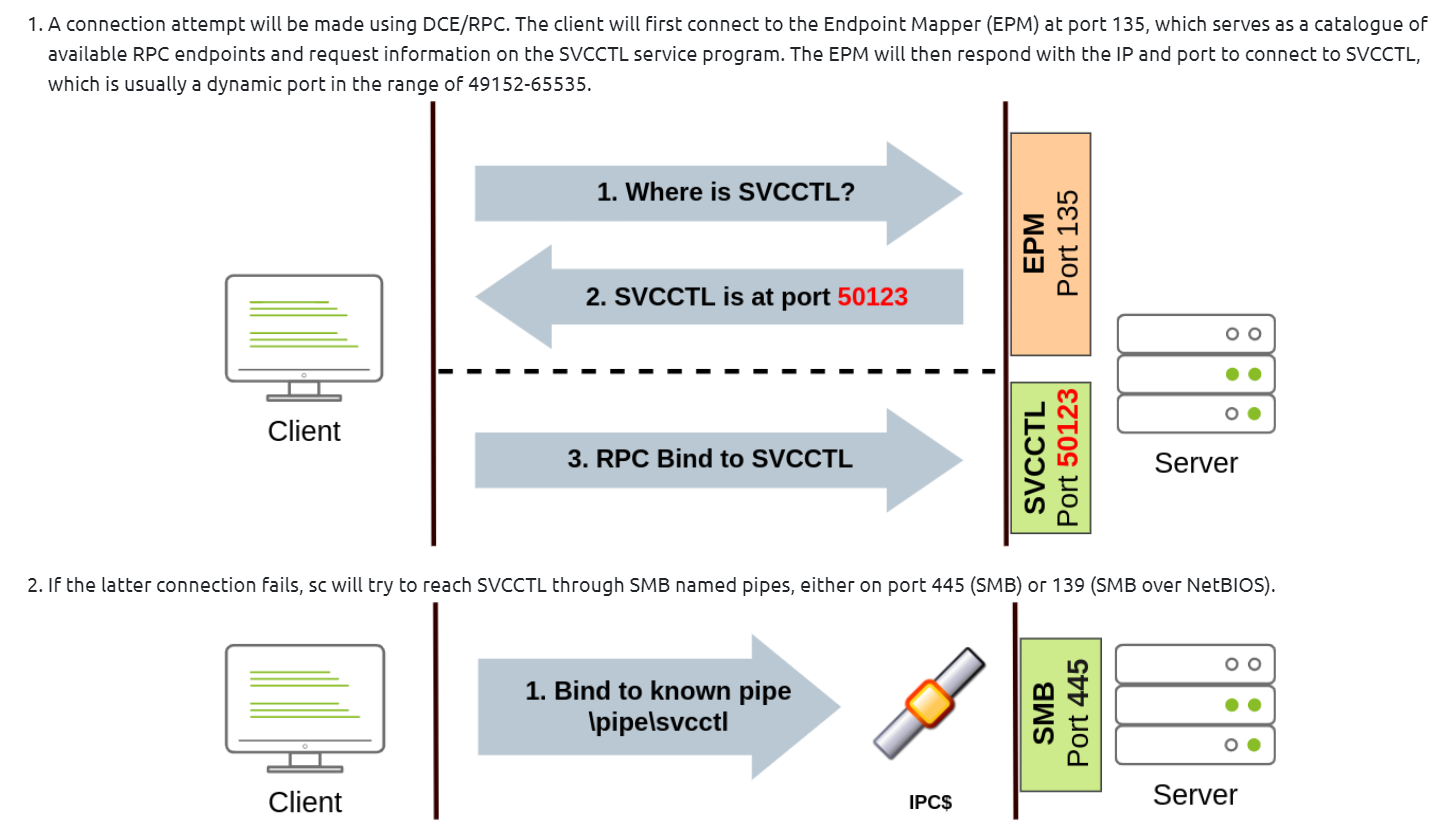 1. A connection attempt will be made using DCE/RPC. The client will first connect to the Endpoint Mapper (EPM) at port 135, which serves as a catalogue of
available RPC endpoints and request information on the SVCCTL service program. The EPM will then respond with the IP and port to connect to SVCCTL,
which is usually a dynamic port in the range of 49152-65535.
1. Where is SVCCTL?
EPM
Port 135
2. SVCCTL is at port 50123
Client
3. RPC Bind to SVCCTL
SVCCTL
Port 50123
Server
2. If the latter connection fails, sc will try to reach SVCCTL through SMB named pipes, either on port 445 (SMB) or 139 (SMB over NetBIOS).
1. Bind to known pipe
\pipe\svcctl
SMB
Port 445
Client
IPC$
Server